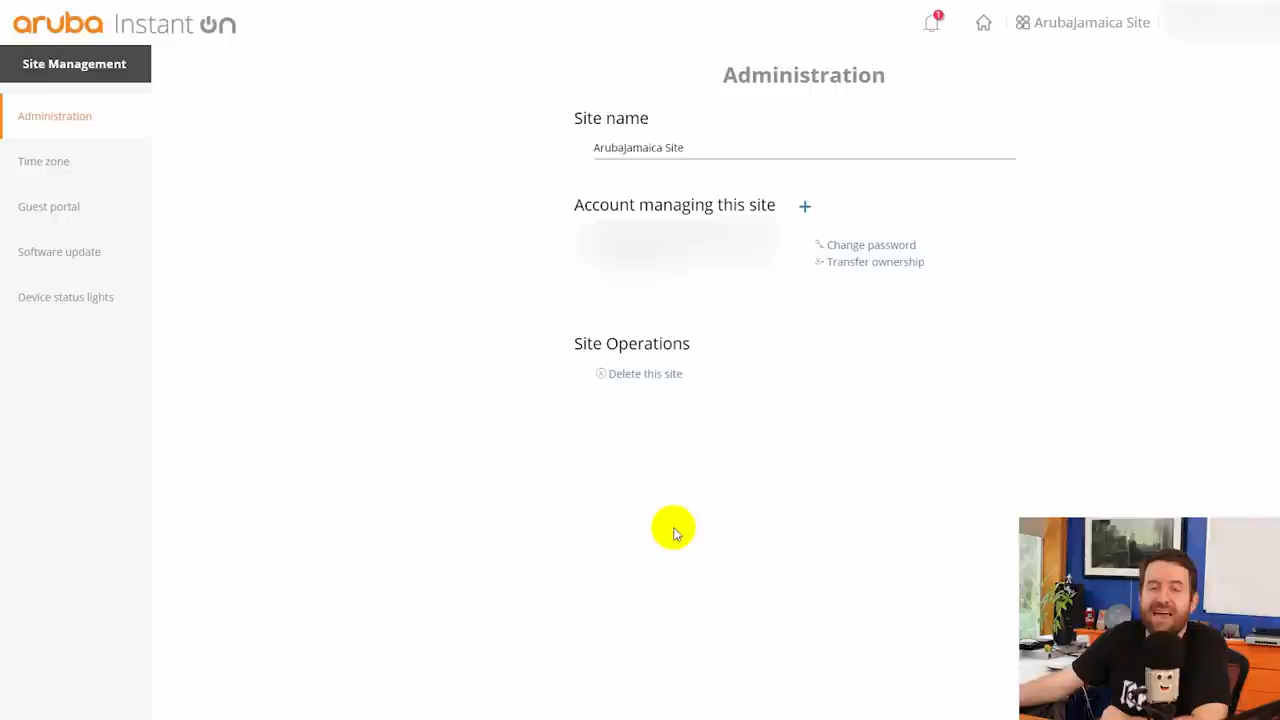 aruba Instant On
1
ArubaJamaica Site
Site Management
Administration
Time zone
Guest portal
Software update
Device status lights
Administration
Site name
ArubaJamaica Site
Account managing this site +
Change password
Transfer ownership
Site Operations
Delete this site